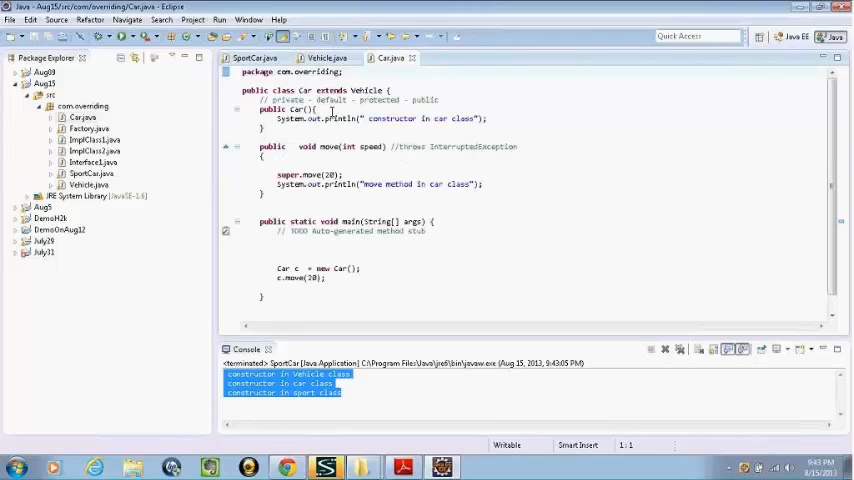 Java - Aug15/src/com/overriding/Car.java - Eclipse
File Edit Source Refactor Navigate Search Project Run Window Help
Quick Access
Java EE
Java
Package Explorer
Aug09
Aug15
src
com.overriding
Car.java
Factory.java
ImplClass1.java
ImplClass2.java
Interface1.java
SportCar.java
Vehicle.java
JRE System Library [JavaSE-1.6]
Aug5
DemoH2k
DemoOnAug12
July29
July31
SportCar.java Vehicle.java Car.java
package com.overriding;
public class Car extends Vehicle {
// private - default - protected - public
public Car(){
System.out.println(" constructor in car class");
}
public void move(int speed) //throws InterruptedException
{
super.move(20);
System.out.println("move method in car class");
}
public static void main(String[] args) {
// TODO Auto-generated method stub
Car c = new Car();
c.move(20);
}
Console
<terminated> SportCar [Java Application] C:\Program Files\Java\jre6\bin\javaw.exe (Aug 15, 2013, 9:43:05 PM)
constructor in Vehicle class
constructor in car class
constructor in sport class
Writable Smart Insert 1 : 1
9:43 PM
8/15/2013